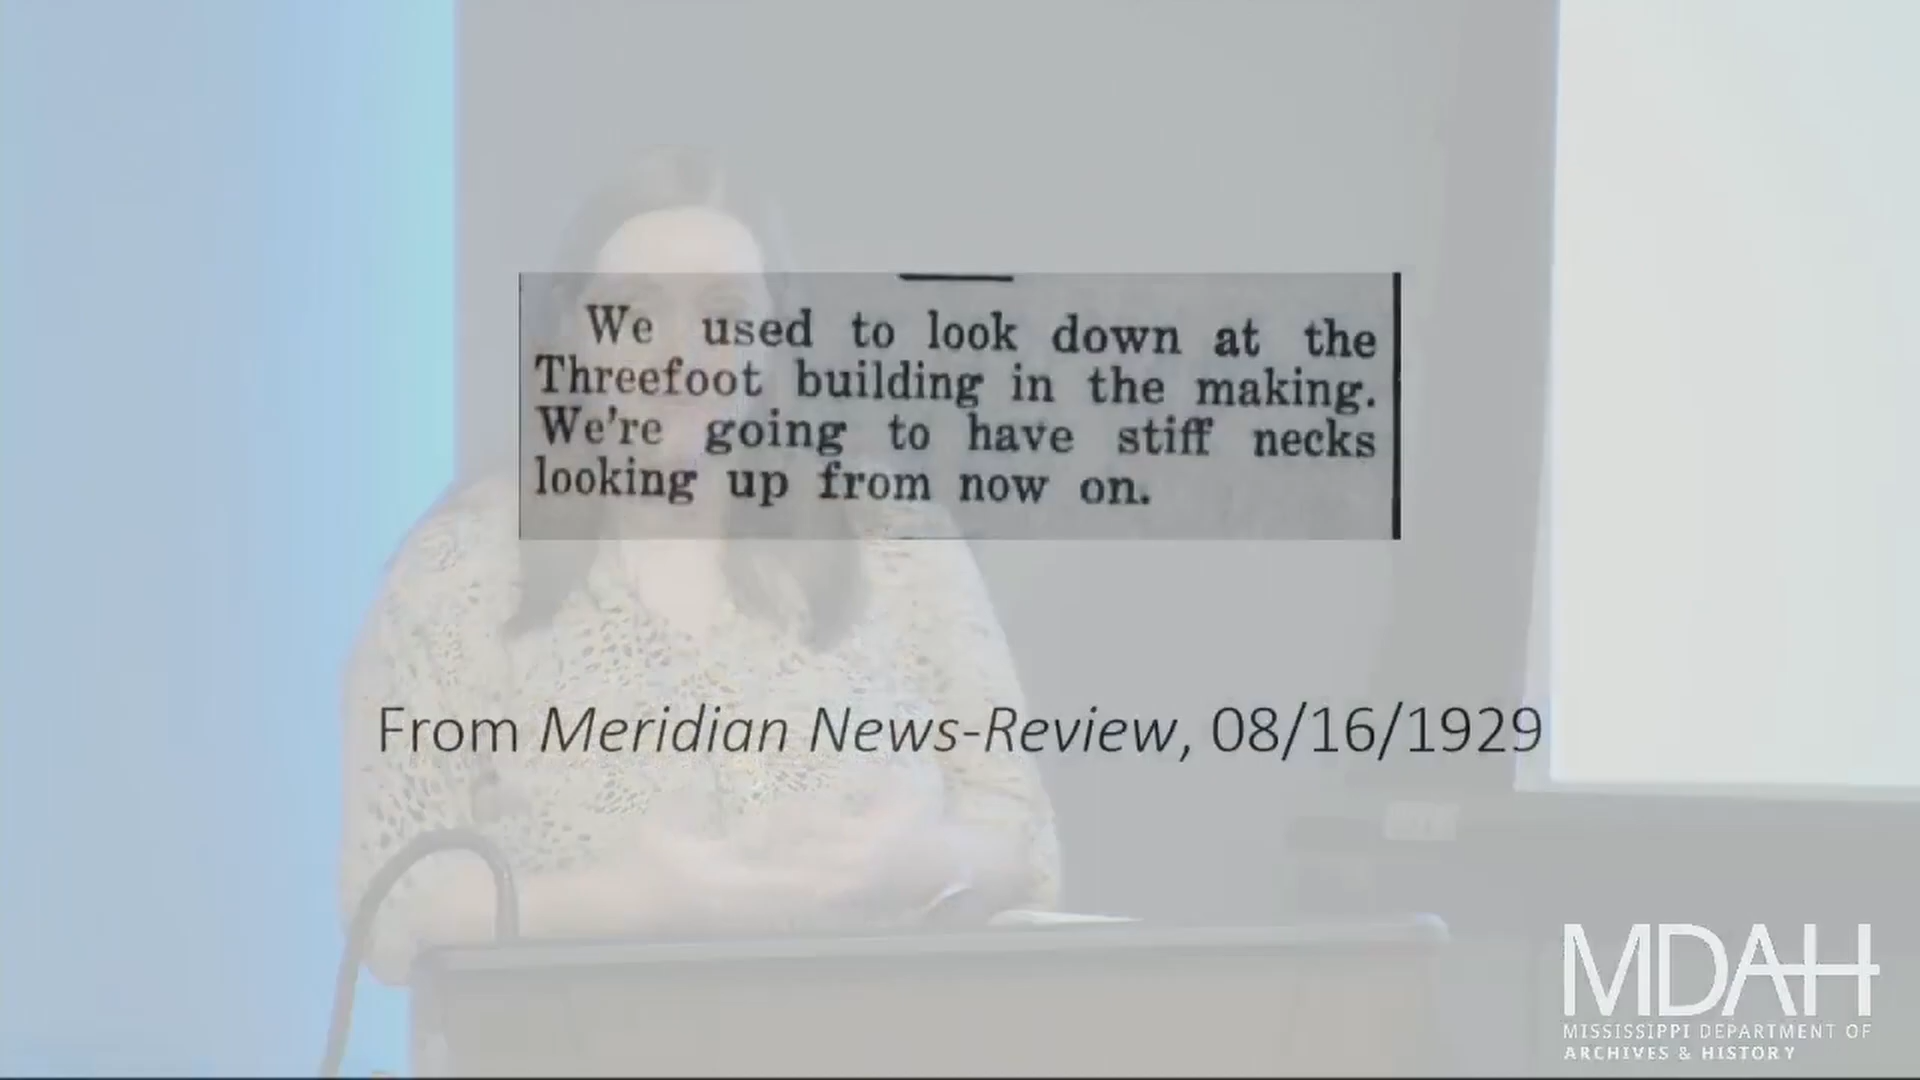 We used to look down at the
Threefoot building in the making.
We're going to have stiff necks
looking up from now on.
From Meridian News-Review, 08/16/1929
MDAH
MISSISSIPPI DEPARTMENT OF
ARCHIVES & HISTORY